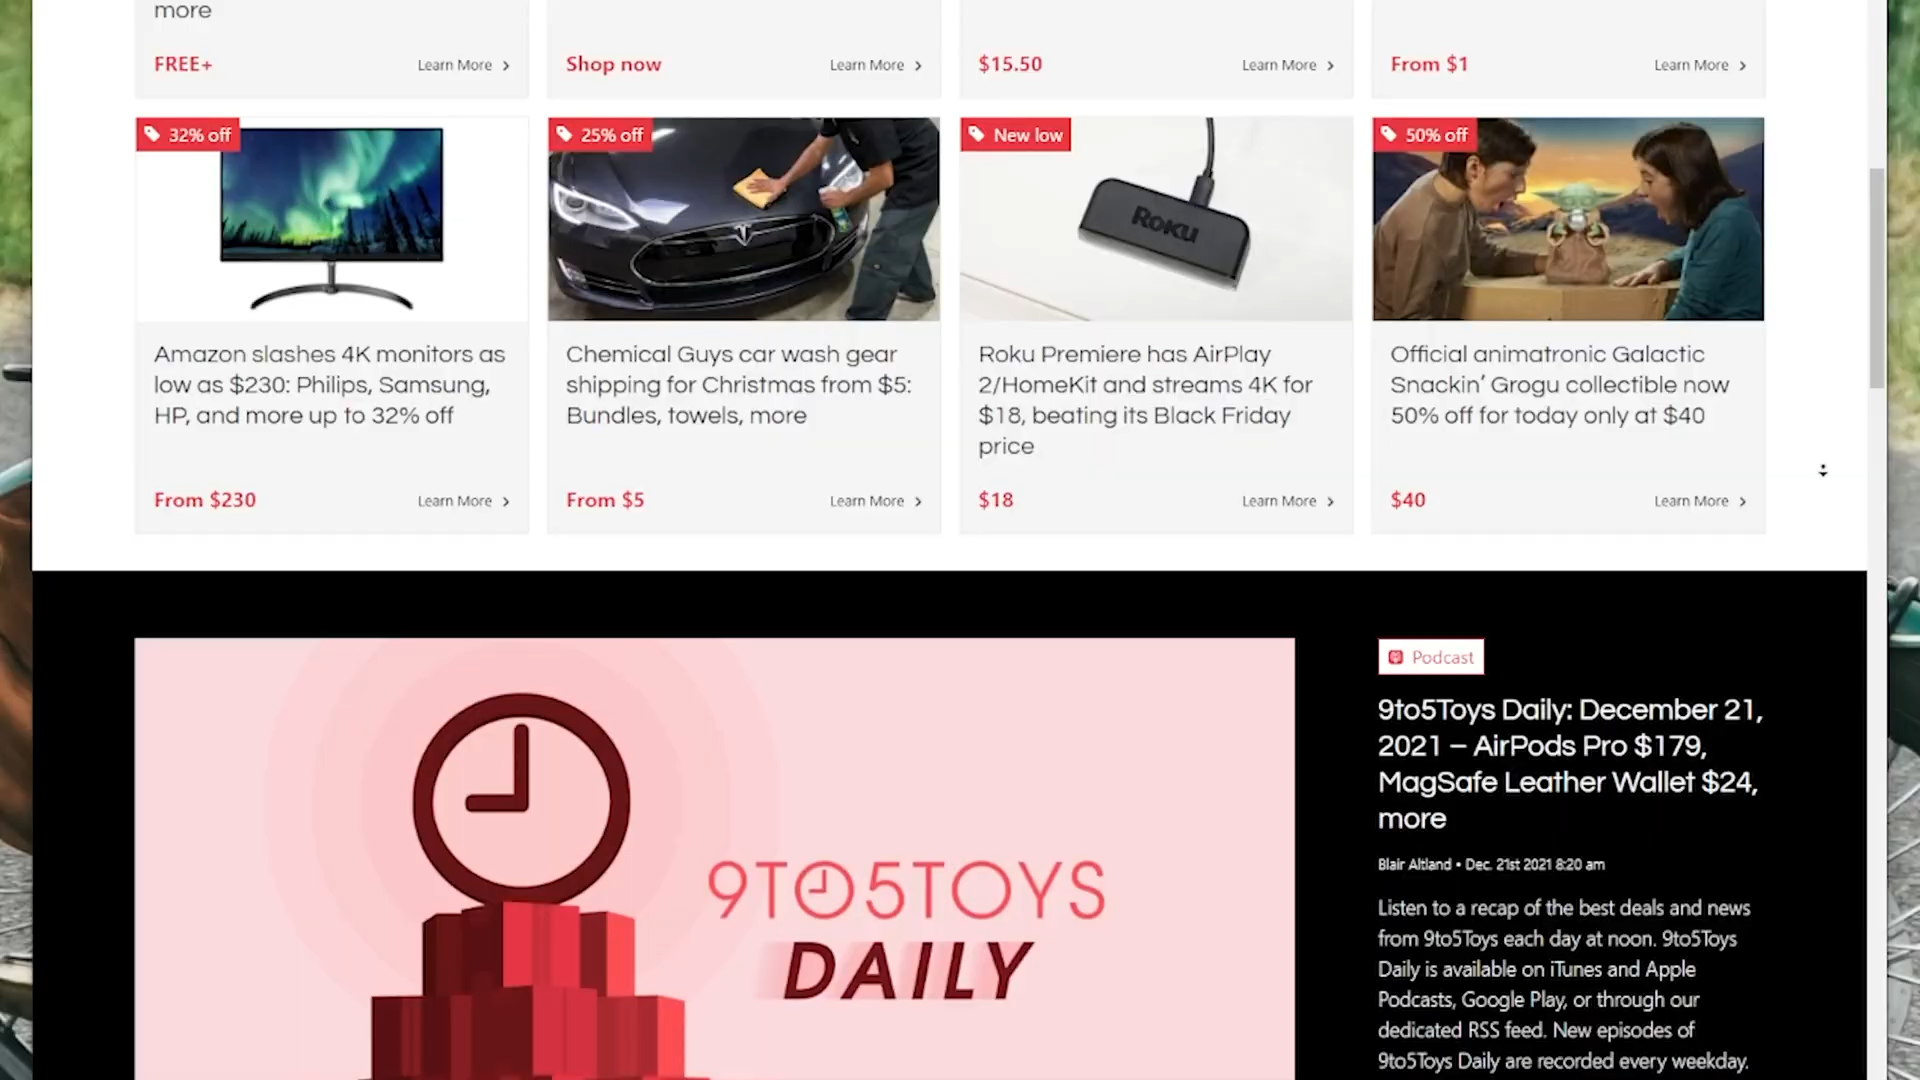 more
FREE+
Learn More
Shop now
Learn More
$15.50
Learn More
From $1
Learn More
32% off
Amazon slashes 4K monitors as
low as $230: Philips, Samsung,
HP, and more up to 32% off
From $230
Learn More
25% off
Chemical Guys car wash gear
shipping for Christmas from $5:
Bundles, towels, more
From $5
Learn More
New low
Roku
Roku Premiere has AirPlay
2/HomeKit and streams 4K for
$18, beating its Black Friday
price
$18
Learn More
50% off
Official animatronic Galactic
Snackin’ Grogu collectible now
50% off for today only at $40
$40
Learn More
9TO5TOYS
DAILY
Podcast
9to5Toys Daily: December 21,
2021 – AirPods Pro $179,
MagSafe Leather Wallet $24,
more
Blair Altland • Dec. 21st 2021 8:20 am
Listen to a recap of the best deals and news
from 9to5Toys each day at noon. 9to5Toys
Daily is available on iTunes and Apple
Podcasts, Google Play, or through our
dedicated RSS feed. New episodes of
9to5Toys Daily are recorded every weekday.